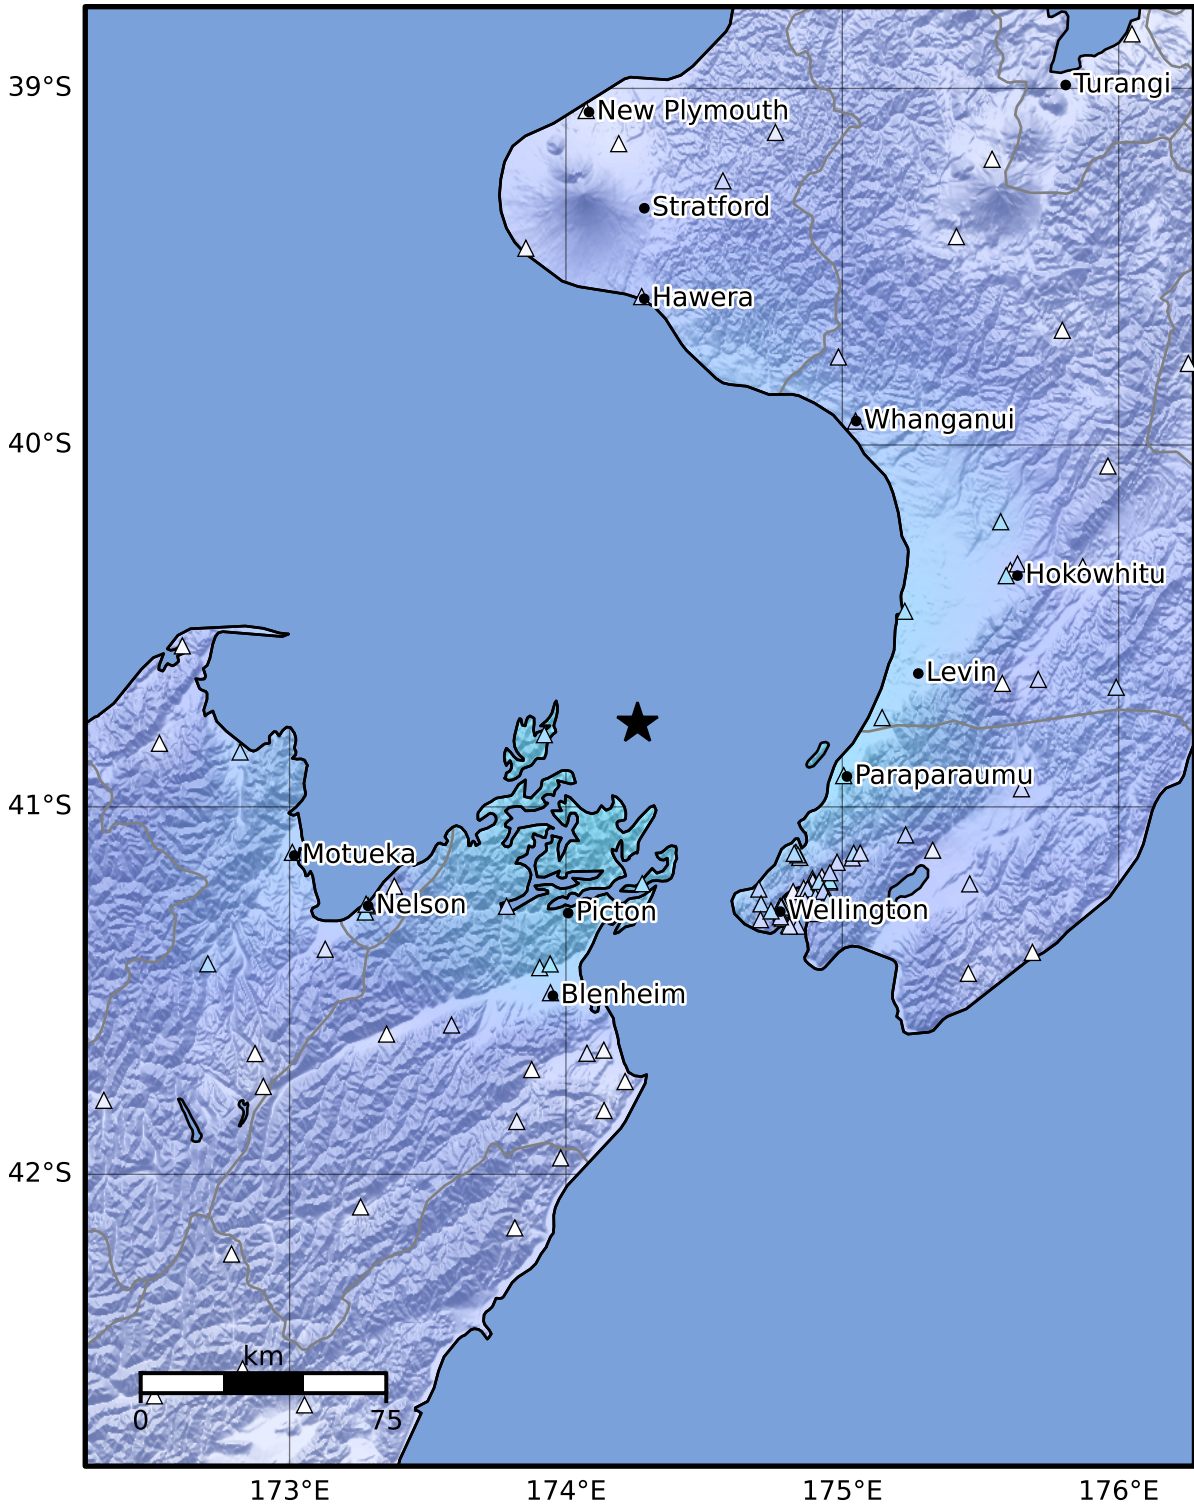 39°S
Turangi
New Plymouth
Stratford
Hawera
Whanganui
40°S
Hokowhitu
Levin
Paraparaumu
41°S
Motueka
Nelson
Picton
Wellington
Blenheim
42°S
km
0
75
173°E
174°E
175°E
176°E